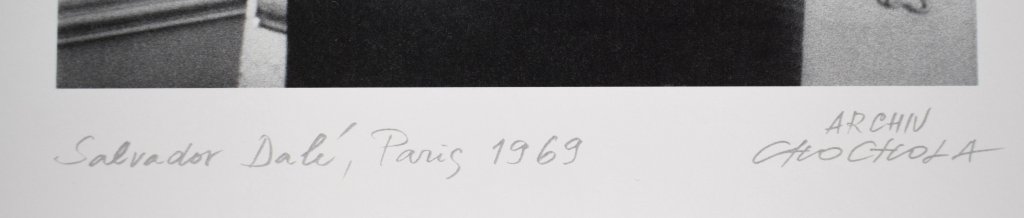 Salvador Dalí, Paris 1969
ARCHIV
CHOCHOLA